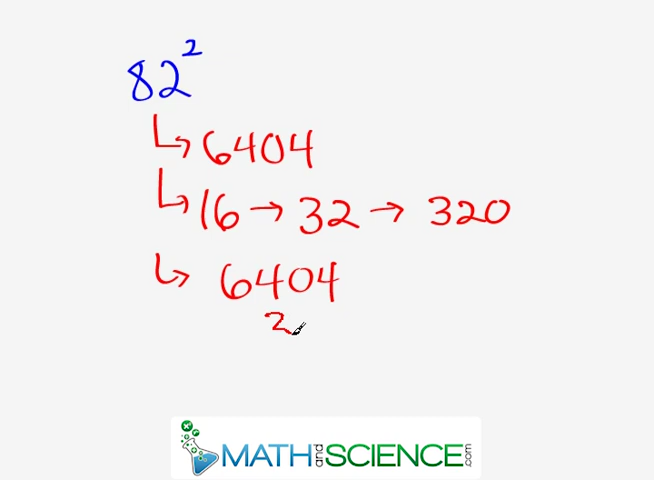 82²
↳ 6404
↳ 16 → 32 → 320
↳ 6404
2
MATH and SCIENCE .com